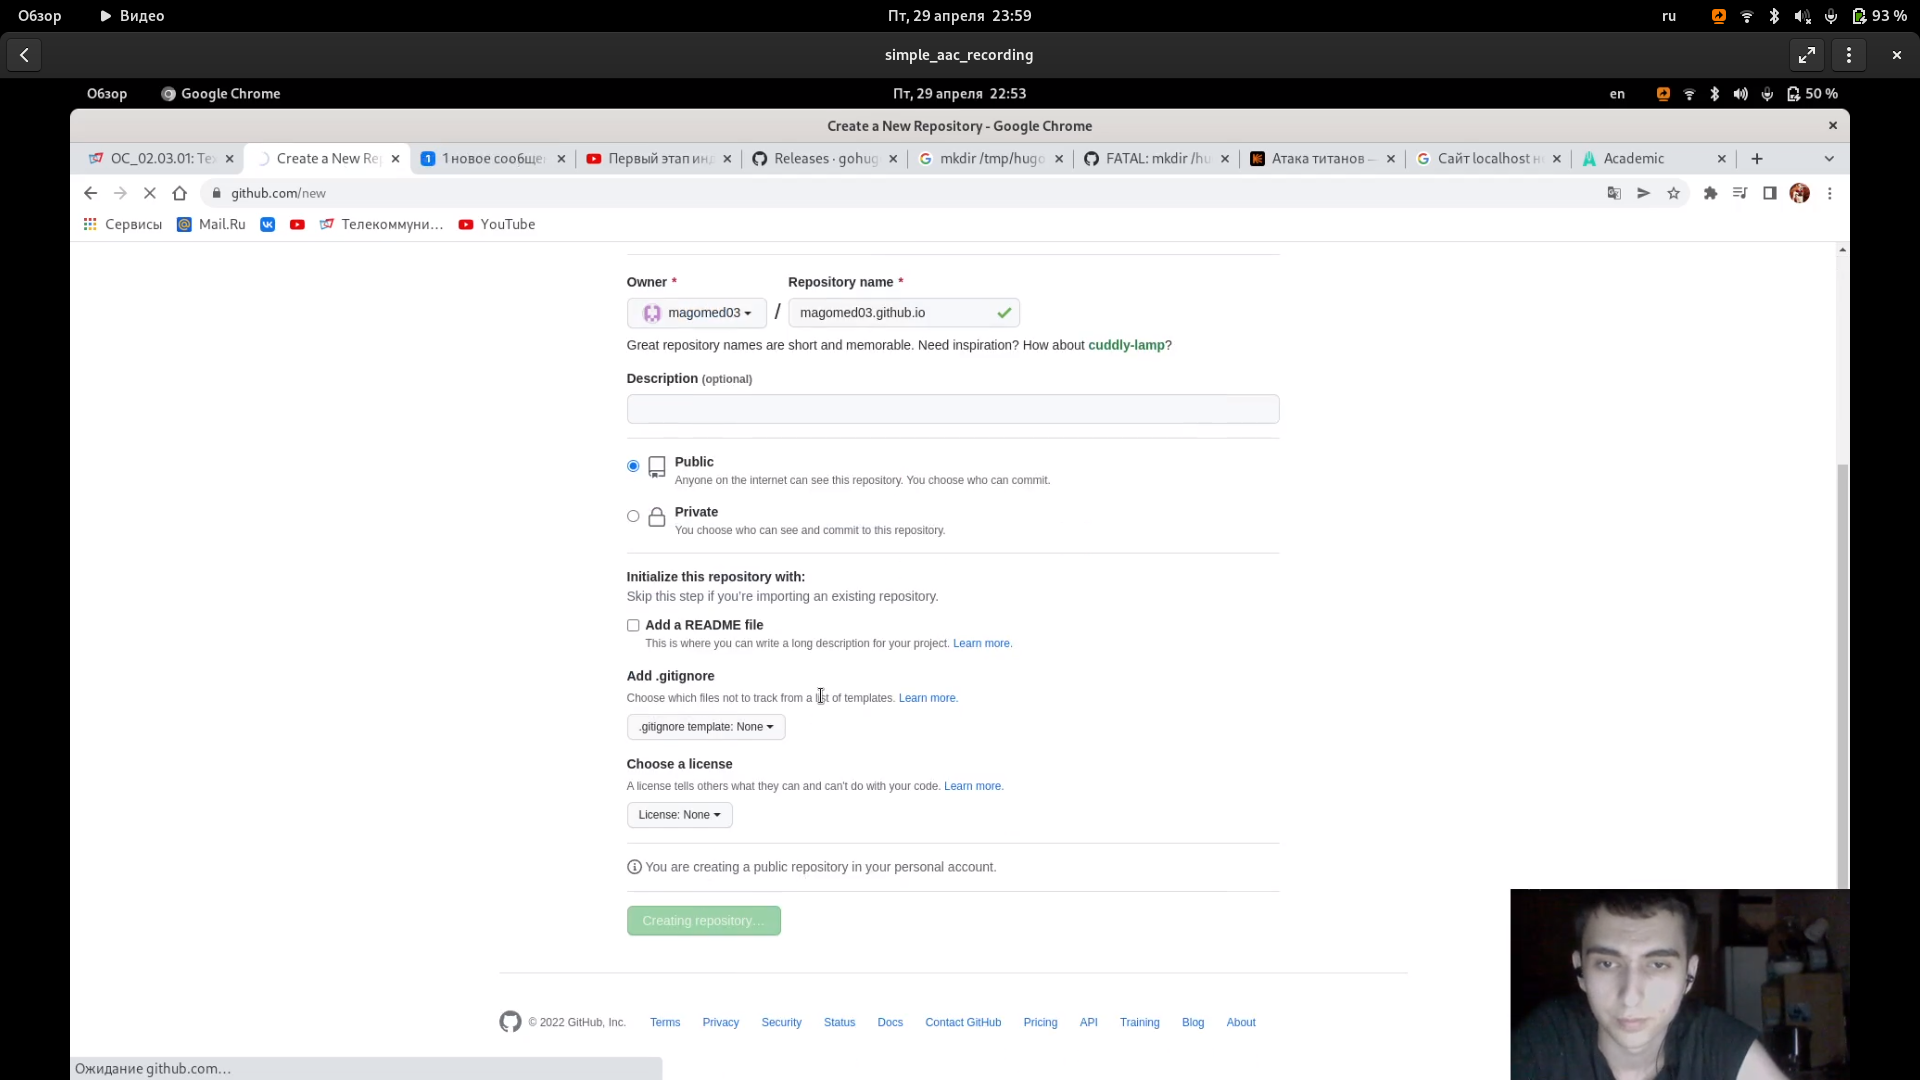 Обзор
Видео
Пт, 29 апреля 23:59
ru
93 %
simple_aac_recording
Обзор
Google Chrome
Пт, 29 апреля 22:53
en
50 %
Create a New Repository - Google Chrome
ОС_02.03.01: Тех
Create a New Re
1 новое сообще
Первый этап инд
Releases · gohug
mkdir /tmp/hugo
FATAL: mkdir /hu
Атака титанов —
Сайт localhost н
Academic
github.com/new
Сервисы
Mail.Ru
Телекоммуни...
YouTube
Owner *
Repository name *
magomed03
/
magomed03.github.io
Great repository names are short and memorable. Need inspiration? How about cuddly-lamp?
Description (optional)
Public
Anyone on the internet can see this repository. You choose who can commit.
Private
You choose who can see and commit to this repository.
Initialize this repository with:
Skip this step if you're importing an existing repository.
Add a README file
This is where you can write a long description for your project. Learn more.
Add .gitignore
Choose which files not to track from a list of templates. Learn more.
.gitignore template: None
Choose a license
A license tells others what they can and can't do with your code. Learn more.
License: None
You are creating a public repository in your personal account.
Creating repository...
© 2022 GitHub, Inc.
Terms
Privacy
Security
Status
Docs
Contact GitHub
Pricing
API
Training
Blog
About
Ожидание github.com...